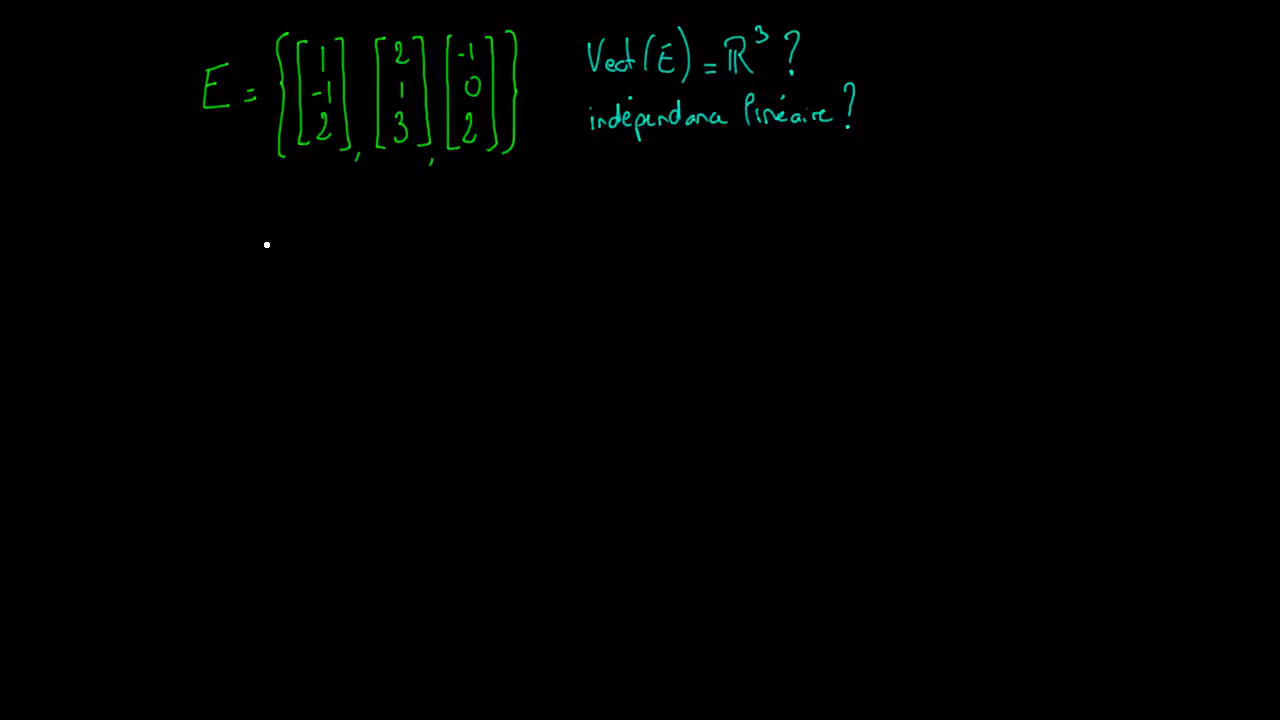 E = {[1 -1 2], [2 1 3], [-1 0 2]}
Vect(E) = ℝ³ ?
indépendance linéaire ?